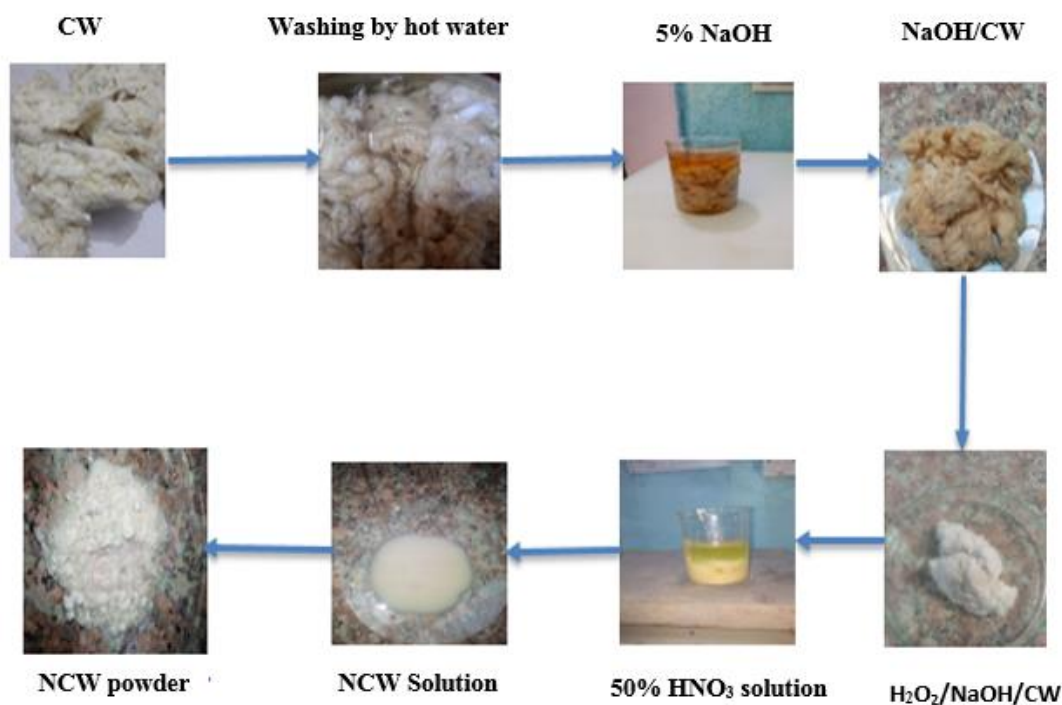 CW
Washing by hot water
5% NaOH
NaOH/CW
NCW powder
NCW Solution
50% HNO₃ solution
H₂O₂/NaOH/CW